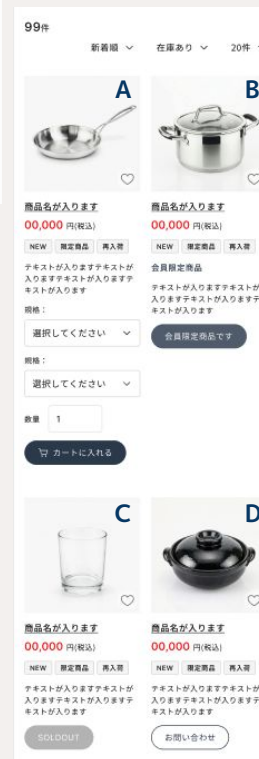 99件
新着順
在庫あり
20件
A
商品名が入ります
00,000 円(税込)
NEW 限定商品 再入荷
テキストが入りますテキストが
入りますテキストが入りますテ
キストが入ります
規格：
選択してください
規格：
選択してください
数量 1
カートに入れる
B
商品名が入ります
00,000 円(税込)
NEW 限定商品 再入荷
会員限定商品
テキストが入りますテキストが
入りますテキストが入りますテ
キストが入ります
会員限定商品です
C
商品名が入ります
00,000 円(税込)
NEW 限定商品 再入荷
テキストが入りますテキストが
入りますテキストが入りますテ
キストが入ります
SOLDOUT
D
商品名が入ります
00,000 円(税込)
NEW 限定商品 再入荷
テキストが入りますテキストが
入りますテキストが入りますテ
キストが入ります
お問い合わせ